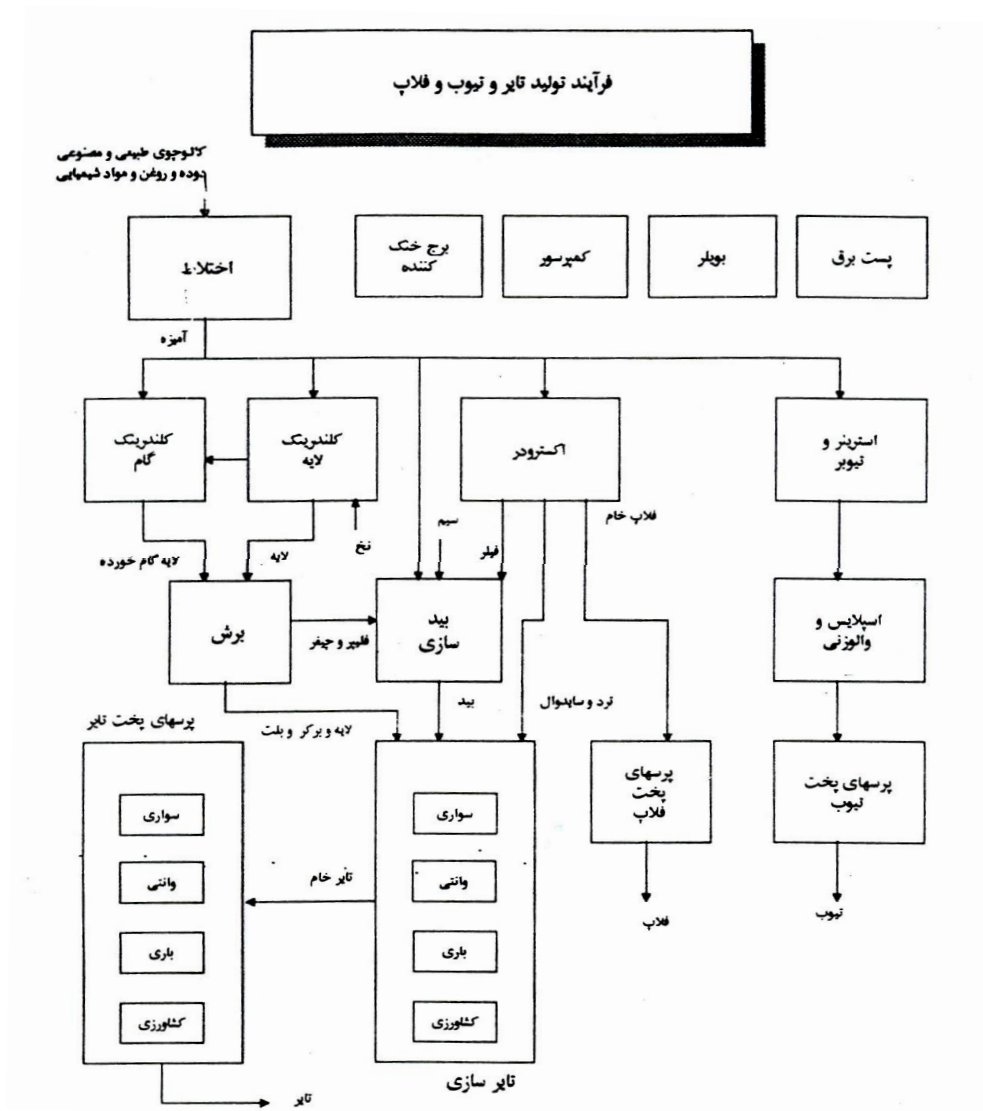 فرآیند تولید تایر و تیوب و فلاپ
کائوچوی طبیعی و مصنوعی
دوده و روغن و مواد شیمیایی
اختلاط
برج خنک
کننده
کمپرسور
بویلر
پست برق
آمیزه
کلندرینک
گام
کلندرینک
لایه
اکسترودر
استرینر و
تیوبر
لایه گام خورده
لایه
نخ
سیم
فیلر
فلاپ خام
برش
فلیپر و چیفر
بید
سازی
اسپلایس و
والوزنی
لایه و برکر و بلت
بید
ترد و سایدوال
پرسهای پخت تایر
سواری
وانتی
باری
کشاورزی
تایر خام
سواری
وانتی
باری
کشاورزی
تایر سازی
پرسهای
پخت
فلاپ
پرسهای پخت
تیوب
فلاپ
تیوب
تایر